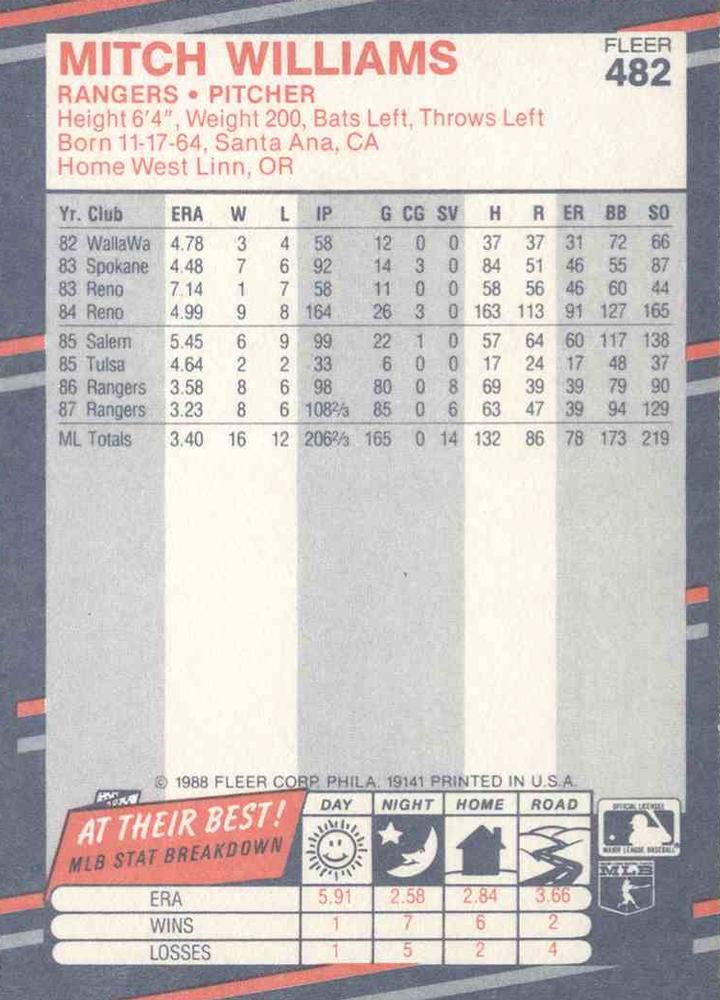 MITCH WILLIAMS
FLEER
482
RANGERS • PITCHER
Height 6'4", Weight 200, Bats Left, Throws Left
Born 11-17-64, Santa Ana, CA
Home West Linn, OR
Yr. Club ERA W L IP G CG SV H R ER BB SO
82 WallaWa 4.78 3 4 58 12 0 0 37 37 31 72 66
83 Spokane 4.48 7 6 92 14 3 0 84 51 46 55 87
83 Reno 7.14 1 7 58 11 0 0 58 56 46 60 44
84 Reno 4.99 9 8 164 26 3 0 163 113 91 127 165
85 Salem 5.45 6 9 99 22 1 0 57 64 60 117 138
85 Tulsa 4.64 2 2 33 6 0 0 17 24 17 48 37
86 Rangers 3.58 8 6 98 80 0 8 69 39 39 79 90
87 Rangers 3.23 8 6 108⅔ 85 0 6 63 47 39 94 129
ML Totals 3.40 16 12 206⅔ 165 0 14 132 86 78 173 219
© 1988 FLEER CORP. PHILA. 19141 PRINTED IN U.S.A.
AT THEIR BEST!
MLB STAT BREAKDOWN
DAY NIGHT HOME ROAD
ERA 5.91 2.58 2.84 3.66
WINS 1 7 6 2
LOSSES 1 5 2 4
OFFICIAL LICENSEE
MAJOR LEAGUE BASEBALL
MLB